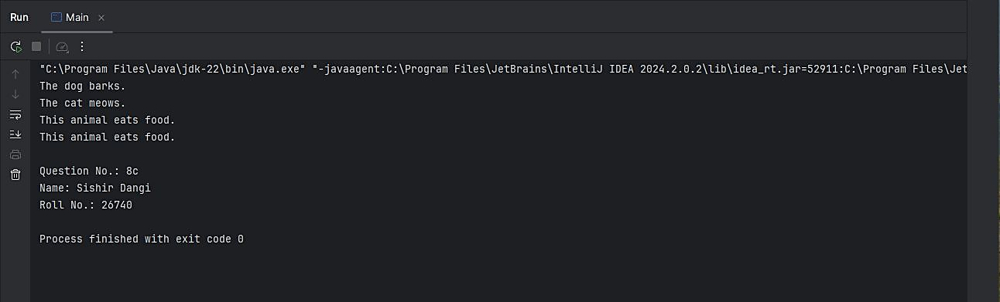 Run Main
"C:\Program Files\Java\jdk-22\bin\java.exe" "-javaagent:C:\Program Files\JetBrains\IntelliJ IDEA 2024.2.0.2\lib\idea_rt.jar=52911:C:\Program Files\Jet
The dog barks.
The cat meows.
This animal eats food.
This animal eats food.
Question No.: 8c
Name: Sishir Dangi
Roll No.: 26740
Process finished with exit code 0